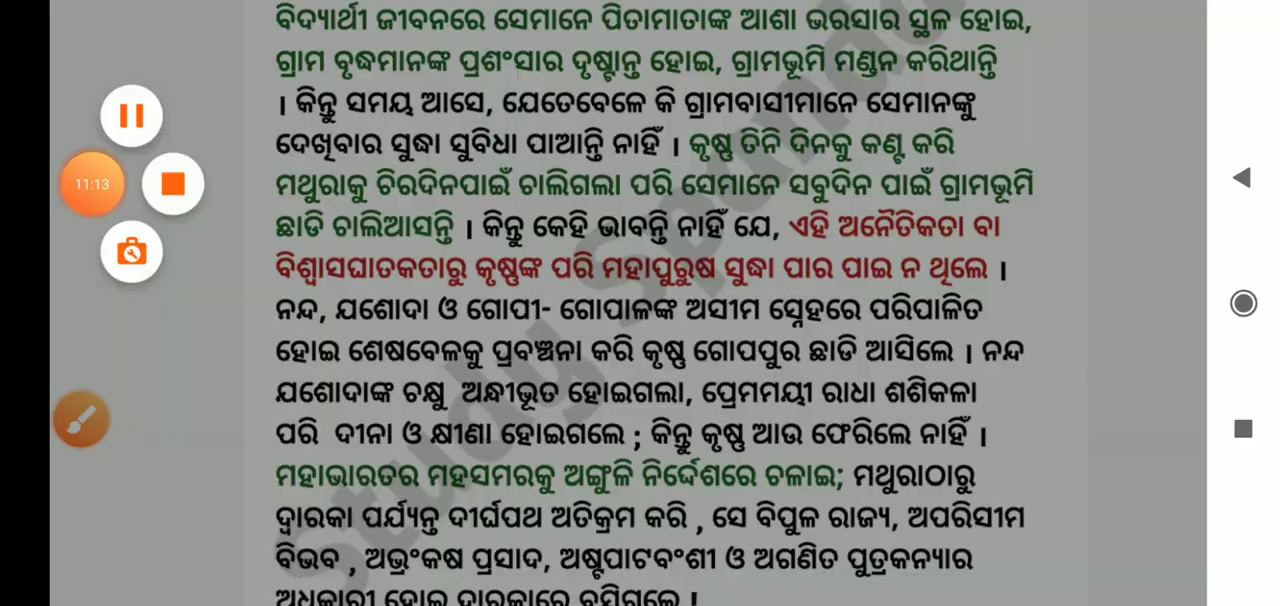 ବିଦ୍ୟାର୍ଥୀ ଜୀବନରେ ସେମାନେ ପିତାମାତାଙ୍କ ଆଶା ଭରସାର ସ୍ଥଳ ହୋଇ,
ଗ୍ରାମ ବୃଦ୍ଧମାନଙ୍କ ପ୍ରଶଂସାର ଦୃଷ୍ଟାନ୍ତ ହୋଇ, ଗ୍ରାମଭୂମି ମଣ୍ଡନ କରିଥାନ୍ତି
। କିନ୍ତୁ ସମୟ ଆସେ, ଯେତେବେଳେ କି ଗ୍ରାମବାସୀମାନେ ସେମାନଙ୍କୁ
ଦେଖିବାର ସୁଦ୍ଧା ସୁବିଧା ପାଆନ୍ତି ନାହିଁ । କୃଷ୍ଣ ତିନି ଦିନକୁ କଣ୍ଟ କରି
ମଥୁରାକୁ ଚିରଦିନପାଇଁ ଚାଲିଗଲା ପରି ସେମାନେ ସବୁଦିନ ପାଇଁ ଗ୍ରାମଭୂମି
ଛାଡି ଚାଲିଆସନ୍ତି । କିନ୍ତୁ କେହି ଭାବନ୍ତି ନାହିଁ ଯେ, ଏହି ଅନୈତିକତା ବା
ବିଶ୍ୱାସଘାତକତାରୁ କୃଷ୍ଣଙ୍କ ପରି ମହାପୁରୁଷ ସୁଦ୍ଧା ପାର ପାଇ ନ ଥିଲେ ।
ନନ୍ଦ, ଯଶୋଦା ଓ ଗୋପୀ- ଗୋପାଳଙ୍କ ଅସୀମ ସ୍ନେହରେ ପରିପାଳିତ
ହୋଇ ଶେଷବେଳକୁ ପ୍ରବଞ୍ଚନା କରି କୃଷ୍ଣ ଗୋପପୁର ଛାଡି ଆସିଲେ । ନନ୍ଦ
ଯଶୋଦାଙ୍କ ଚକ୍ଷୁ ଅନ୍ଧୀଭୂତ ହୋଇଗଲା, ପ୍ରେମମୟୀ ରାଧା ଶଶିକଳା
ପରି ଦୀନା ଓ କ୍ଷୀଣା ହୋଇଗଲେ ; କିନ୍ତୁ କୃଷ୍ଣ ଆଉ ଫେରିଲେ ନାହିଁ ।
ମହାଭାରତର ମହସମରକୁ ଅଙ୍ଗୁଳି ନିର୍ଦ୍ଦେଶରେ ଚଳାଇ; ମଥୁରାଠାରୁ
ଦ୍ୱାରକା ପର୍ଯ୍ୟନ୍ତ ଦୀର୍ଘପଥ ଅତିକ୍ରମ କରି , ସେ ବିପୁଳ ରାଜ୍ୟ, ଅପରିସୀମ
ବିଭବ , ଅଭ୍ରଂକଷ ପ୍ରସାଦ, ଅଷ୍ଟପାଟବଂଶୀ ଓ ଅଗଣିତ ପୁତ୍ରକନ୍ୟାର
ଅଧିକାରୀ ହୋଇ ଦ୍ୱାରକାରେ ବସିଗଲେ ।
11:13